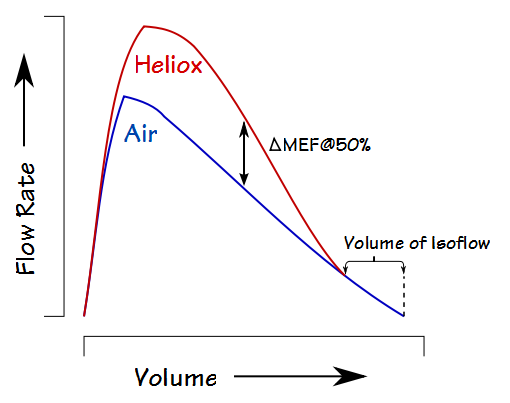 Heliox
Air
ΔMEF@50%
Volume of Isoflow
Flow Rate
Volume